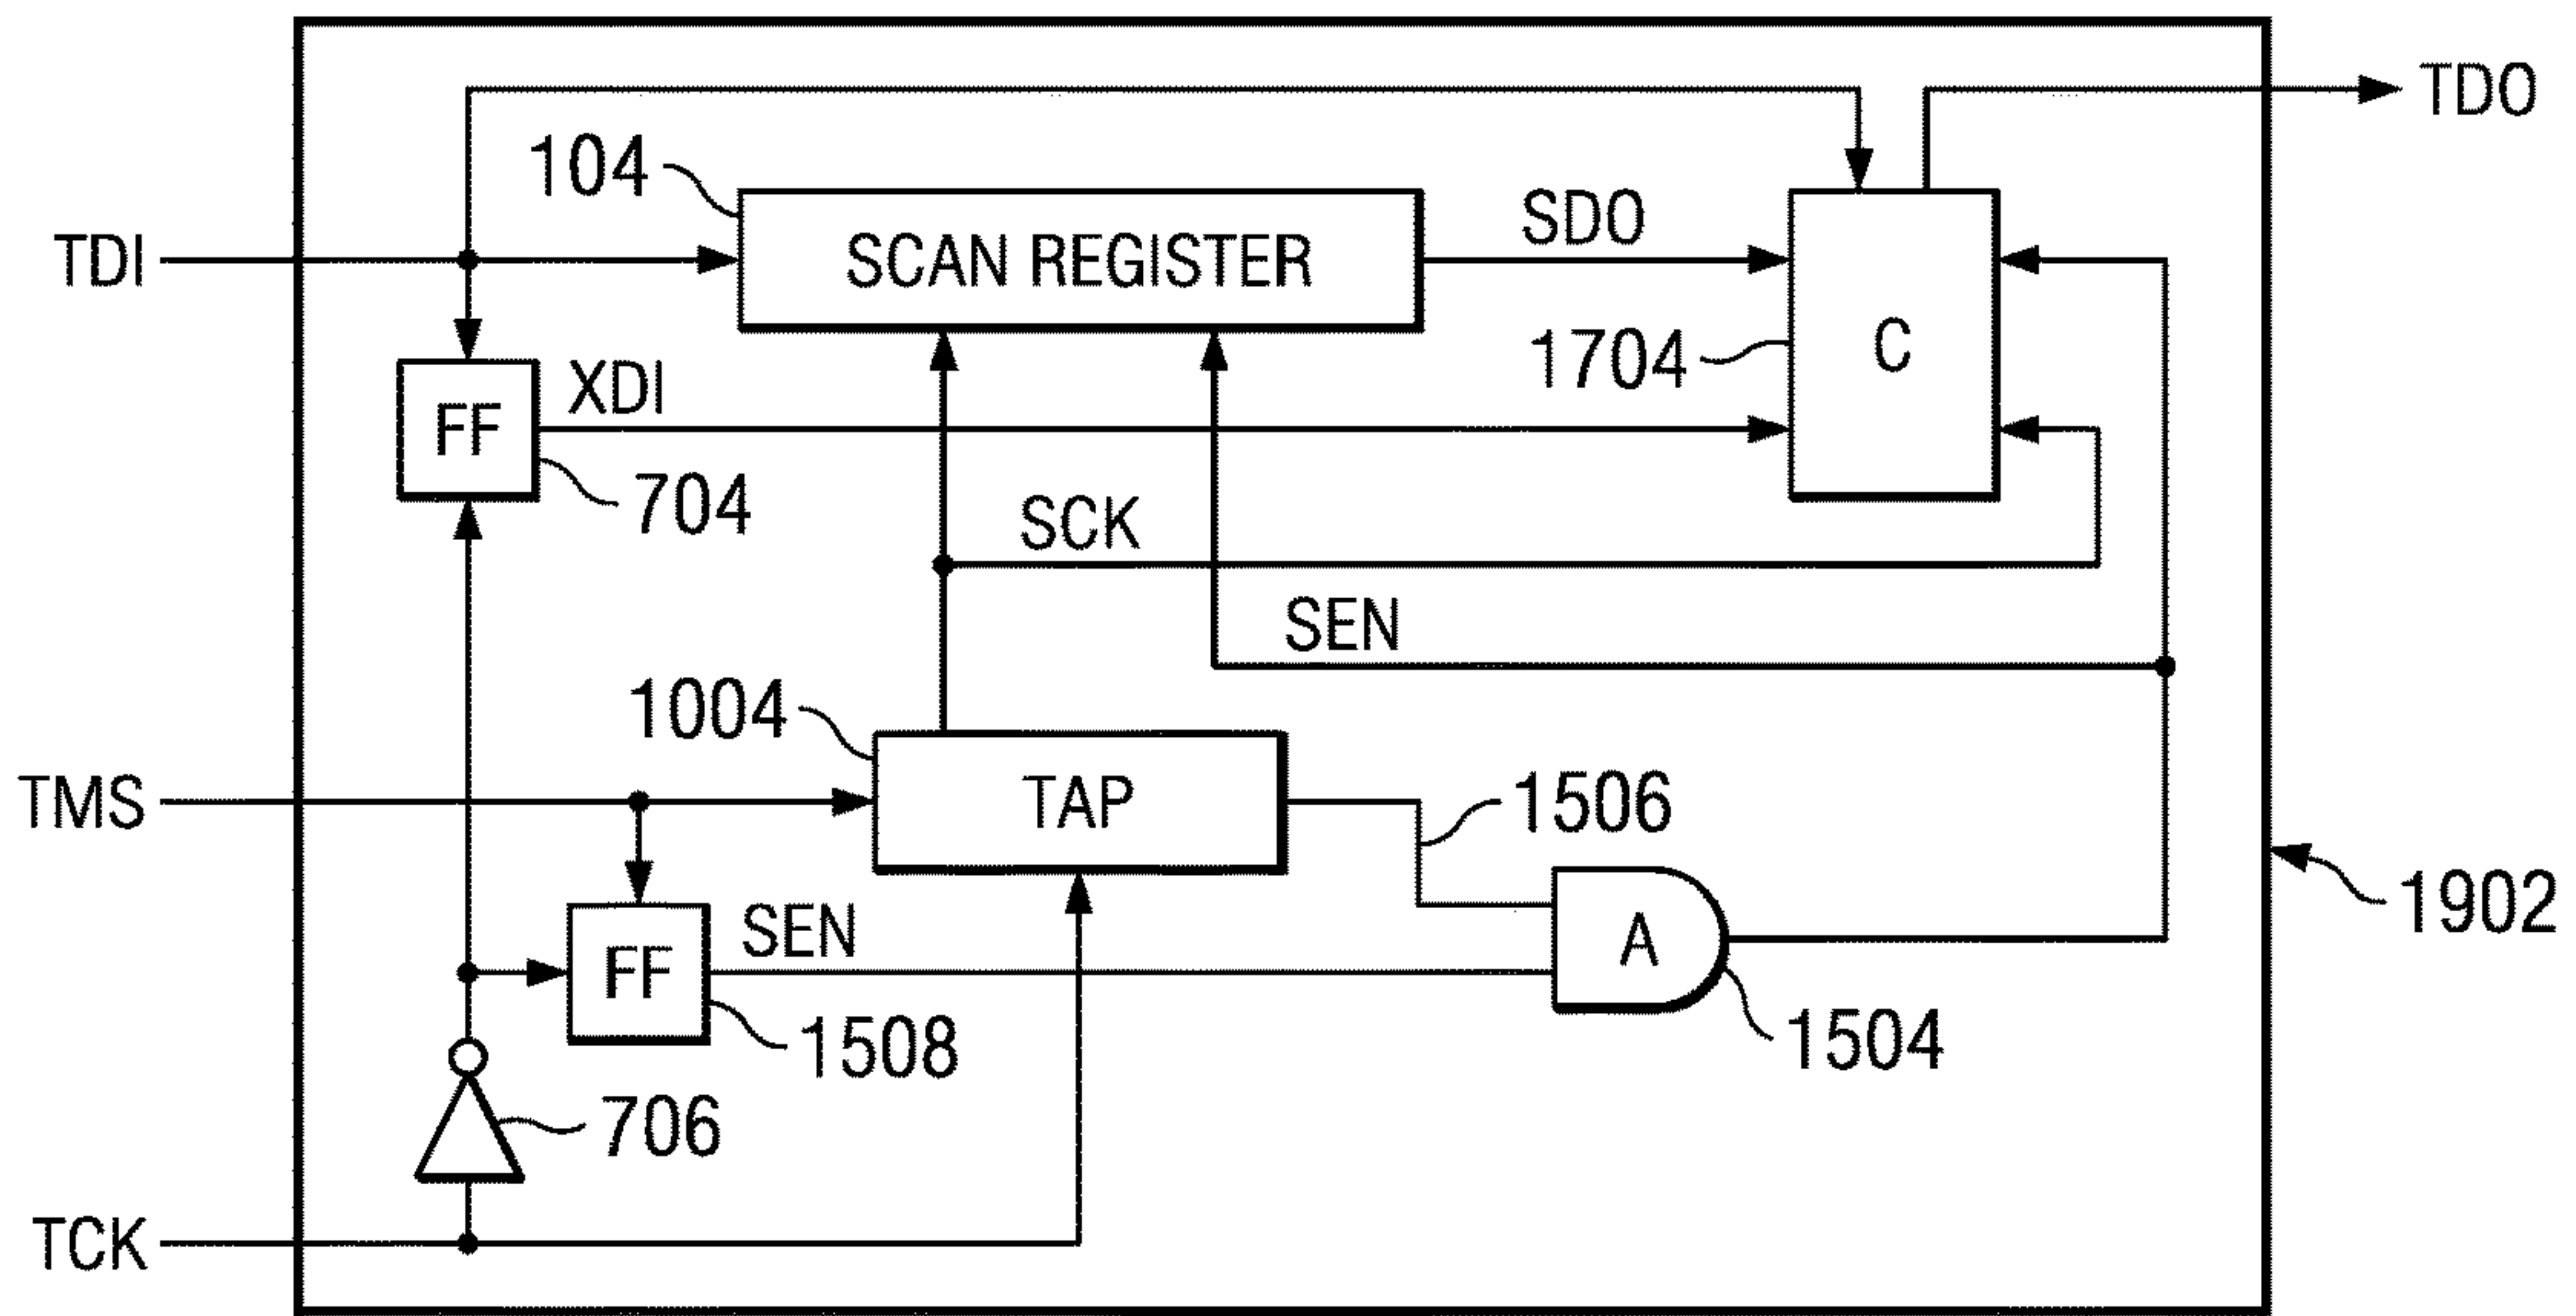 TDO
104
TDI
SCAN REGISTER
SDO
1704
C
FF
XDI
704
SCK
SEN
1004
TMS
TAP
1506
1902
FF
SEN
A
1508
1504
706
TCK